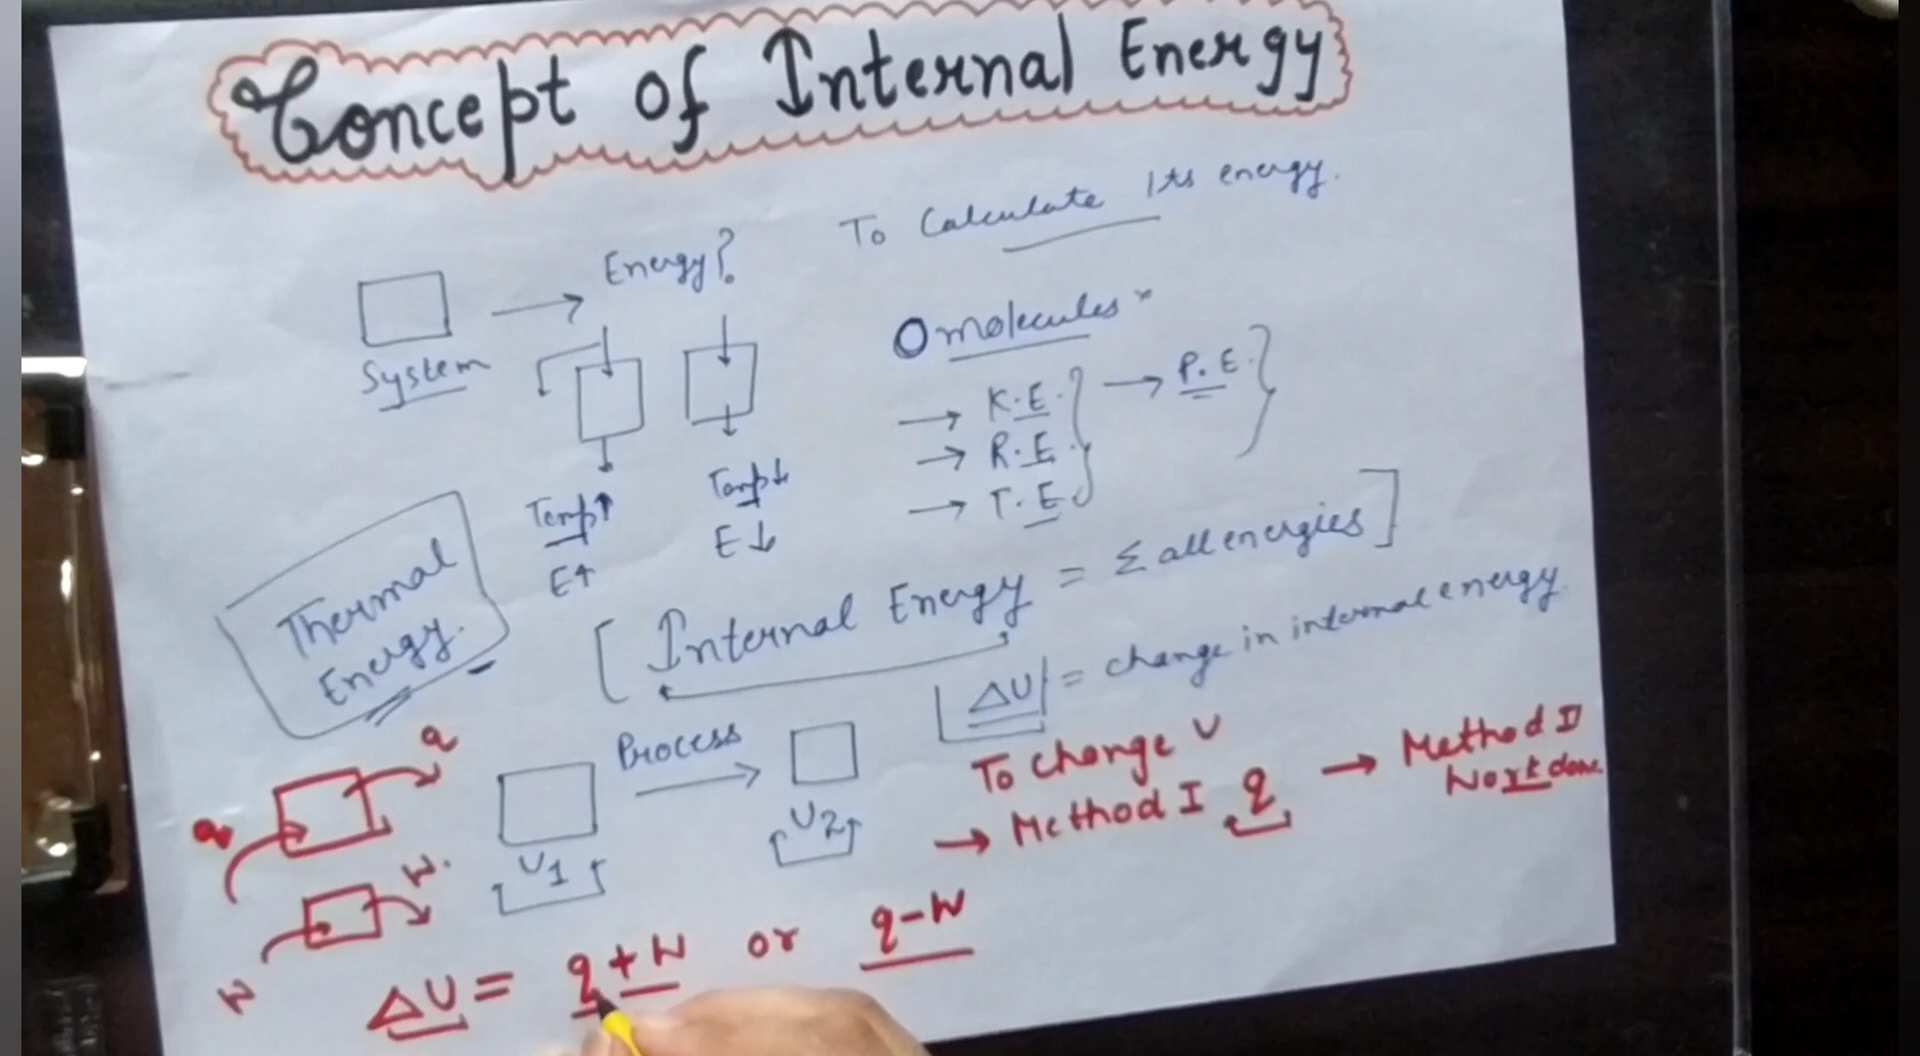 Concept of Internal Energy
To Calculate Its energy.
Energy?
System
molecules
→ K.E. → P.E.
→ R.E.
→ T.E.
Temp↑
E↑
Temp↓
E↓
Thermal
Energy.
[Internal Energy = Σ all energies]
ΔU = change in internal energy.
Process
U1
U2
To change U
→ Method I q → Method II
Work done.
q
q
W.
W
ΔU = q+W or q-W